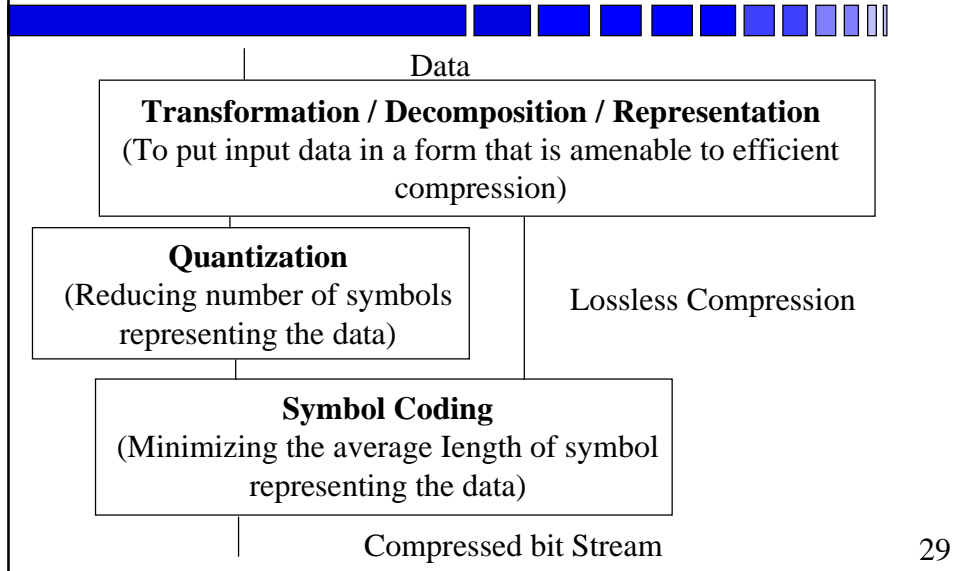 Data
Transformation / Decomposition / Representation
(To put input data in a form that is amenable to efficient
compression)
Quantization
(Reducing number of symbols
representing the data)
Lossless Compression
Symbol Coding
(Minimizing the average Iength of symbol
representing the data)
Compressed bit Stream
29